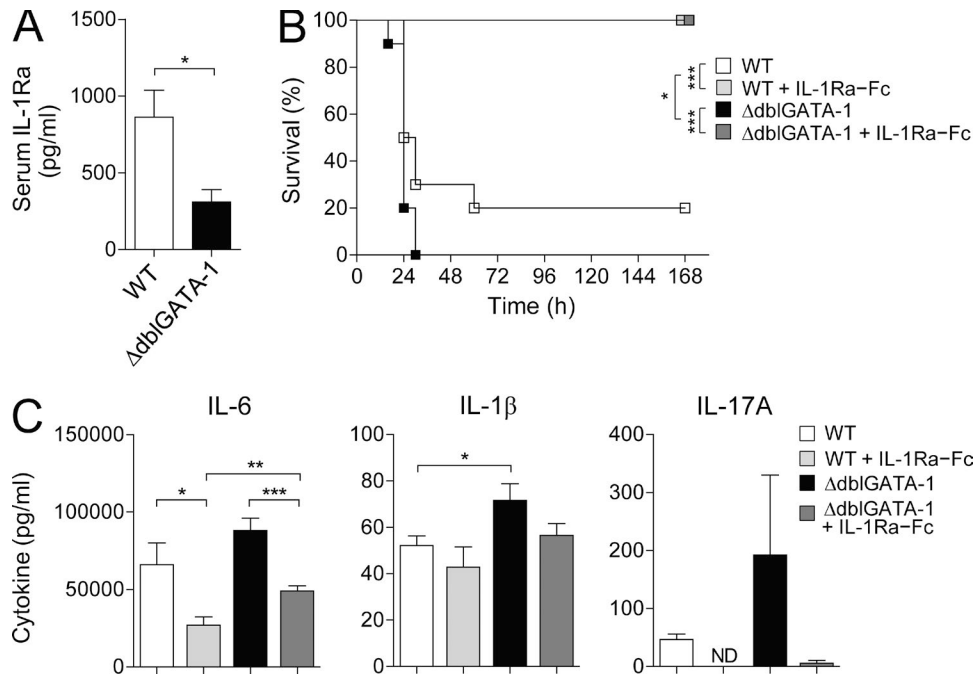 A
1500
1000
500
0
Serum IL-1Ra
(pg/ml)
*
WT
ΔdblGATA-1
B
100
80
60
40
20
0
Survival (%)
0 24 48 72 96 120 144 168
Time (h)
*
***
***
WT
WT + IL-1Ra–Fc
ΔdblGATA-1
ΔdblGATA-1 + IL-1Ra–Fc
C
Cytokine (pg/ml)
IL-6
150000
100000
50000
0
*
**
***
IL-1β
100
80
60
40
20
0
*
IL-17A
400
300
200
100
0
ND
WT
WT + IL-1Ra–Fc
ΔdblGATA-1
ΔdblGATA-1
+ IL-1Ra–Fc